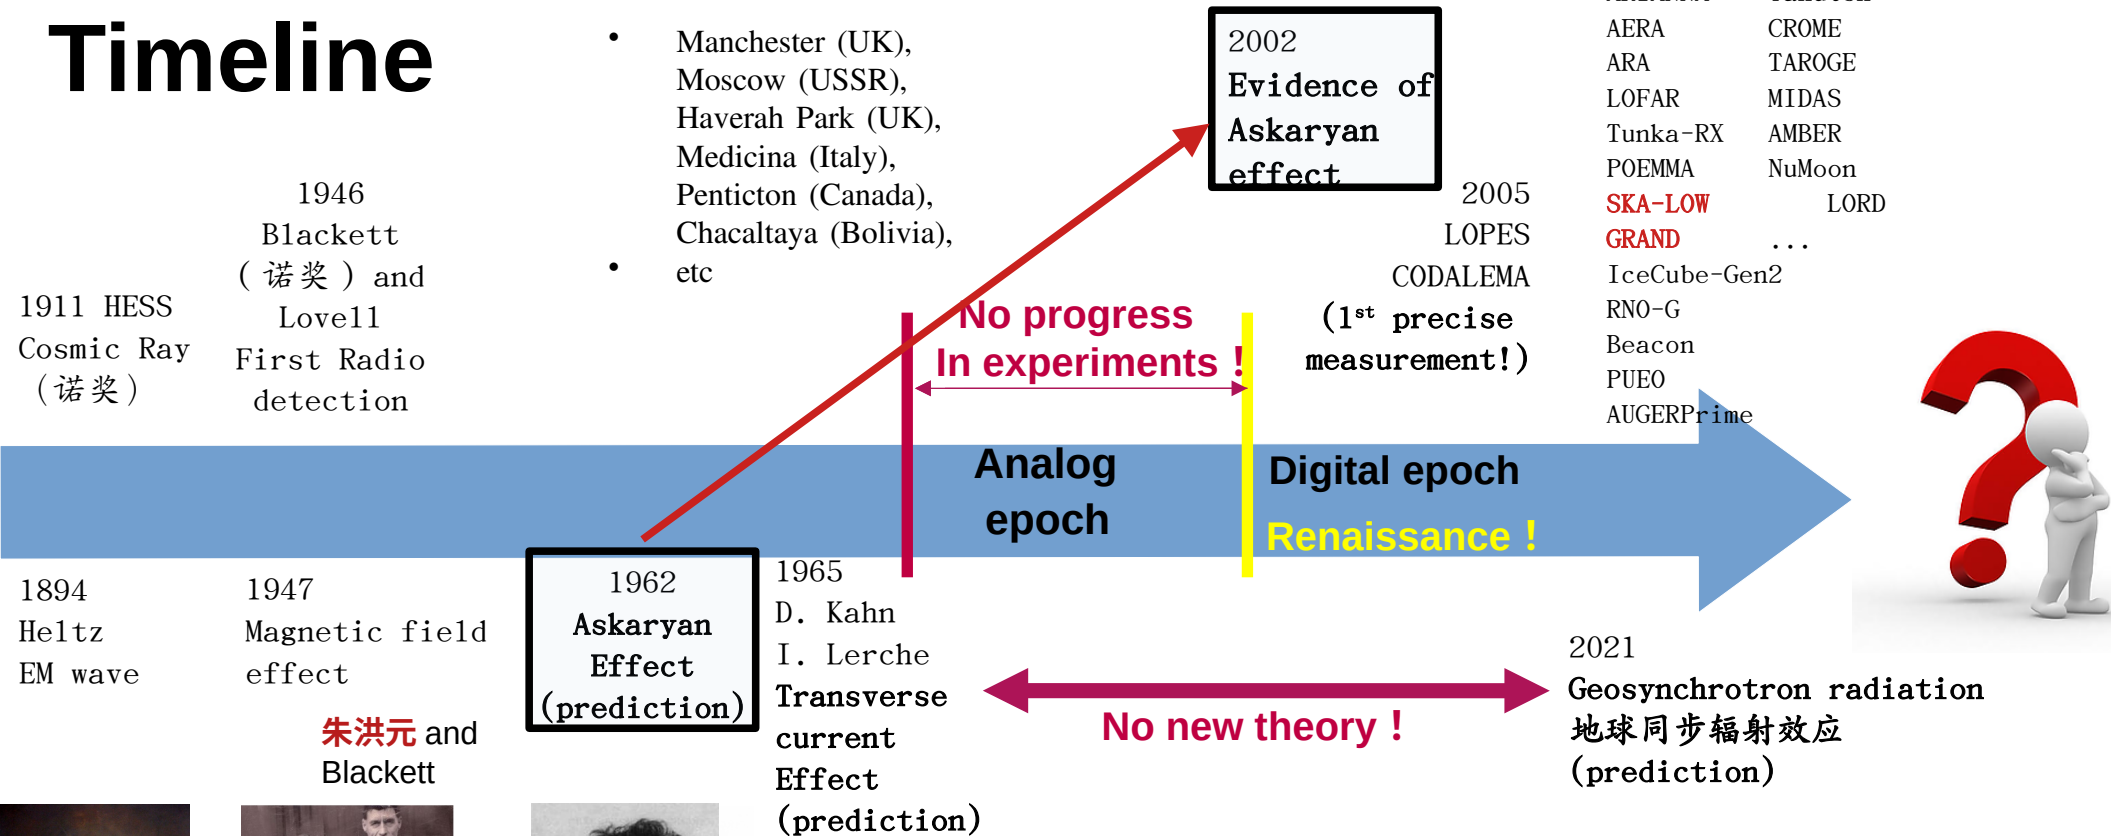 Timeline
1911 HESS
Cosmic Ray
（诺奖）
1946
Blackett
（诺奖）and
Lovell
First Radio
detection
• Manchester (UK),
Moscow (USSR),
Haverah Park (UK),
Medicina (Italy),
Penticton (Canada),
Chacaltaya (Bolivia),
• etc
2002
Evidence of
Askaryan
effect
2005
LOPES
CODALEMA
(1st precise
measurement!)
AERA CROME
ARA TAROGE
LOFAR MIDAS
Tunka-RX AMBER
POEMMA NuMoon
SKA-LOW LORD
GRAND ...
IceCube-Gen2
RNO-G
Beacon
PUEO
AUGERPrime
No progress
In experiments！
Analog
epoch
Digital epoch
Renaissance！
1894
Heltz
EM wave
1947
Magnetic field
effect
朱洪元 and
Blackett
1962
Askaryan
Effect
(prediction)
1965
D. Kahn
I. Lerche
Transverse
current
Effect
(prediction)
No new theory！
2021
Geosynchrotron radiation
地球同步辐射效应
(prediction)